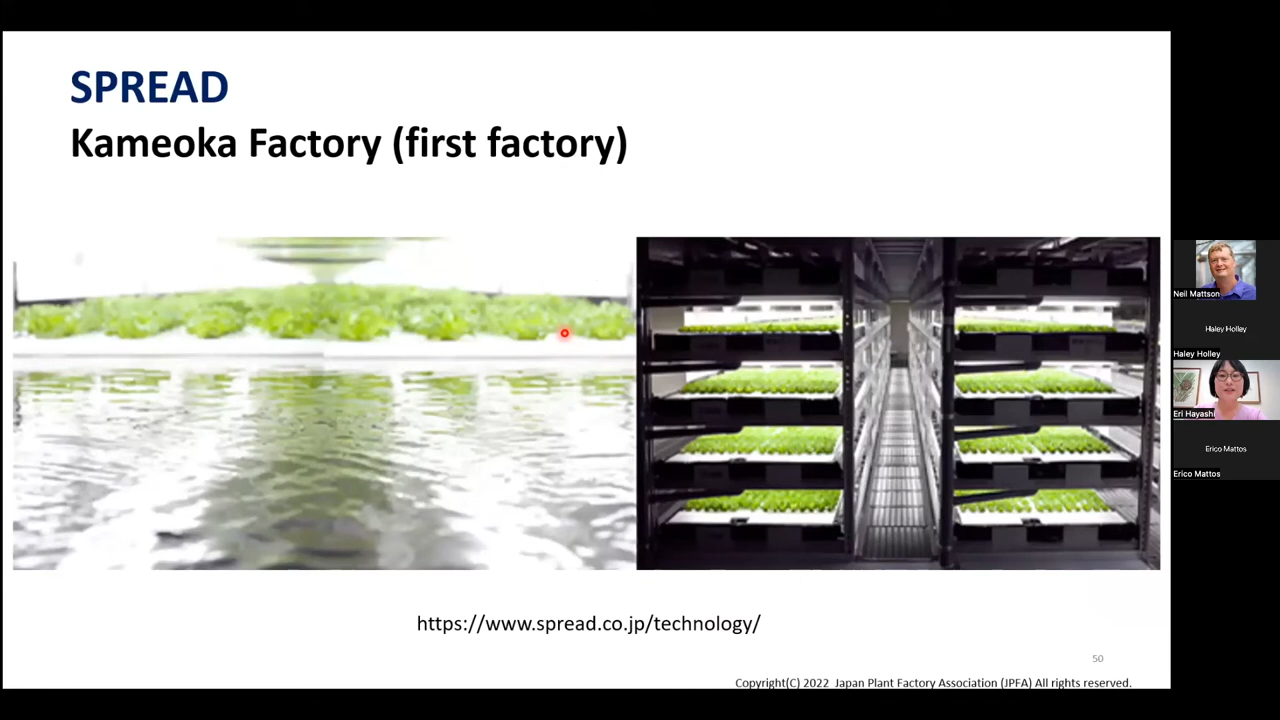 SPREAD
Kameoka Factory (first factory)
https://www.spread.co.jp/technology/
50
Copyright(C) 2022 Japan Plant Factory Association (JPFA) All rights reserved.
Neil Mattson
Haley Holley
Haley Holley
Eri Hayashi
Erico Mattos
Erico Mattos